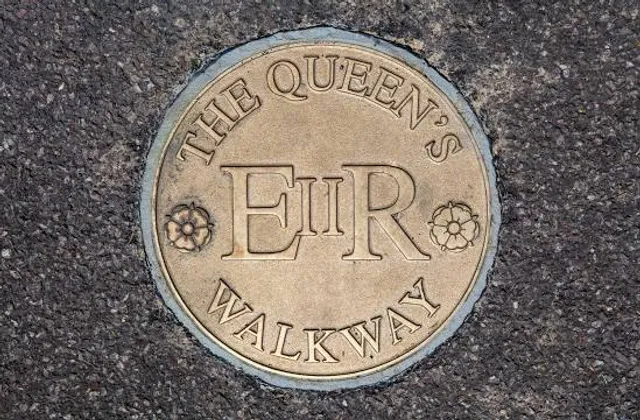 THE QUEEN'S
EIIR
WALKWAY